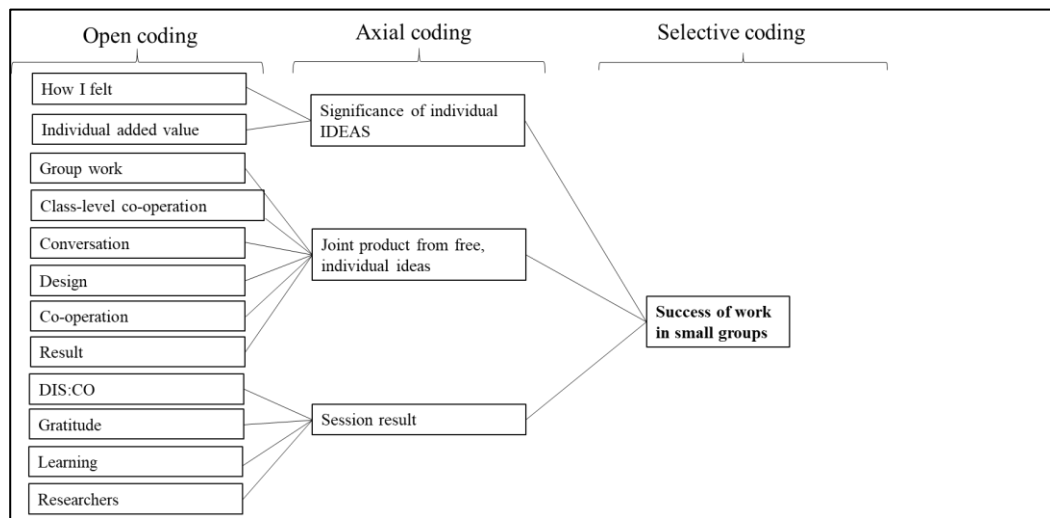 Open coding
Axial coding
Selective coding
How I felt
Individual added value
Group work
Class-level co-operation
Conversation
Design
Co-operation
Result
DIS:CO
Gratitude
Learning
Researchers
Significance of individual
IDEAS
Joint product from free,
individual ideas
Session result
Success of work
in small groups